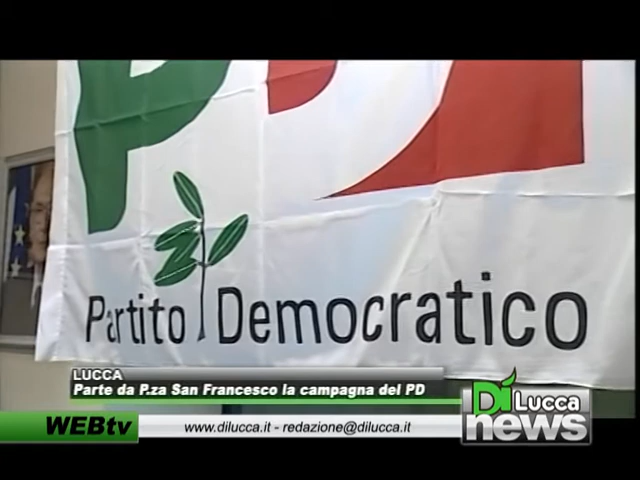 PD
Partito Democratico
LUCCA
Parte da P.za San Francesco la campagna del PD
Di Lucca
news
WEBtv
www.dilucca.it - redazione@dilucca.it